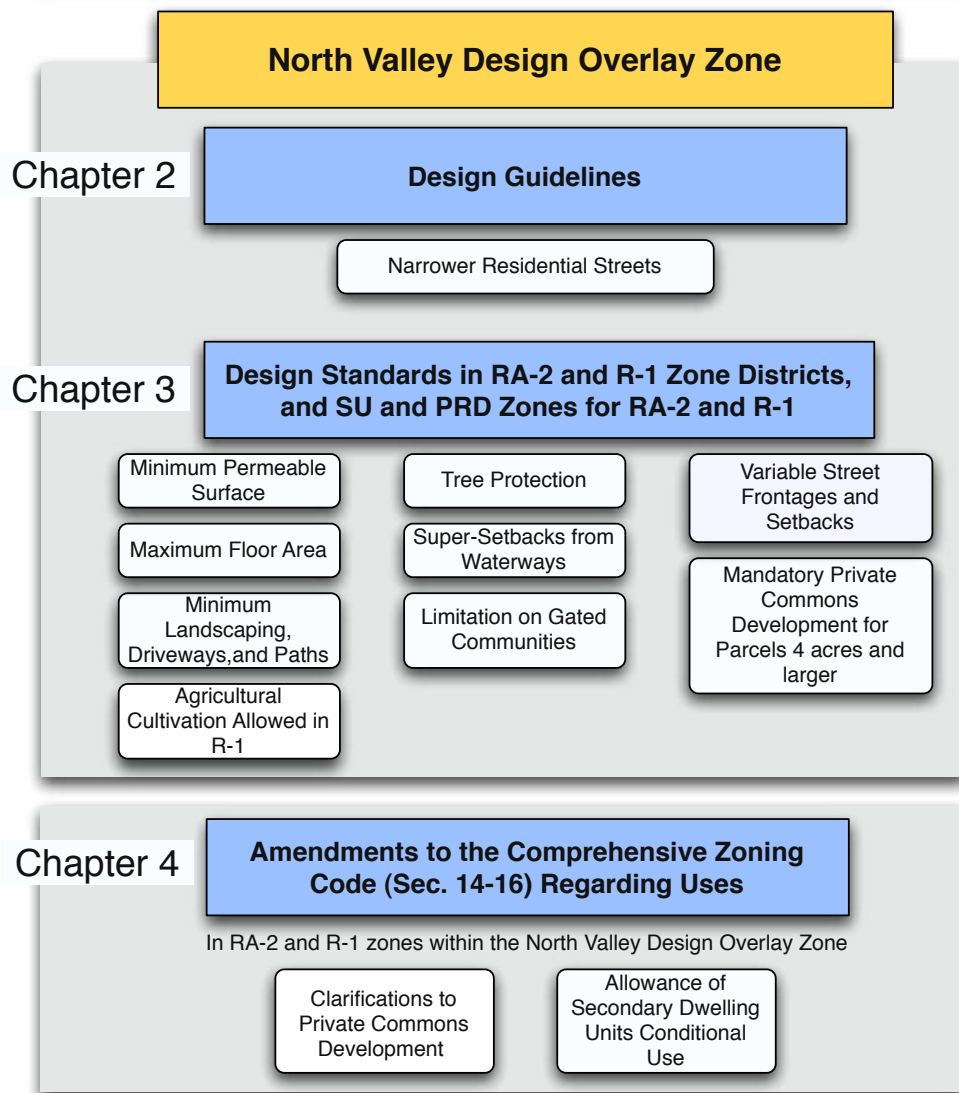 North Valley Design Overlay Zone
Chapter 2
Design Guidelines
Narrower Residential Streets
Chapter 3
Design Standards in RA-2 and R-1 Zone Districts,
and SU and PRD Zones for RA-2 and R-1
Minimum Permeable
Surface
Maximum Floor Area
Minimum
Landscaping,
Driveways,and Paths
Agricultural
Cultivation Allowed in
R-1
Tree Protection
Super-Setbacks from
Waterways
Limitation on Gated
Communities
Variable Street
Frontages and
Setbacks
Mandatory Private
Commons
Development for
Parcels 4 acres and
larger
Chapter 4
Amendments to the Comprehensive Zoning
Code (Sec. 14-16) Regarding Uses
In RA-2 and R-1 zones within the North Valley Design Overlay Zone
Clarifications to
Private Commons
Development
Allowance of
Secondary Dwelling
Units Conditional
Use